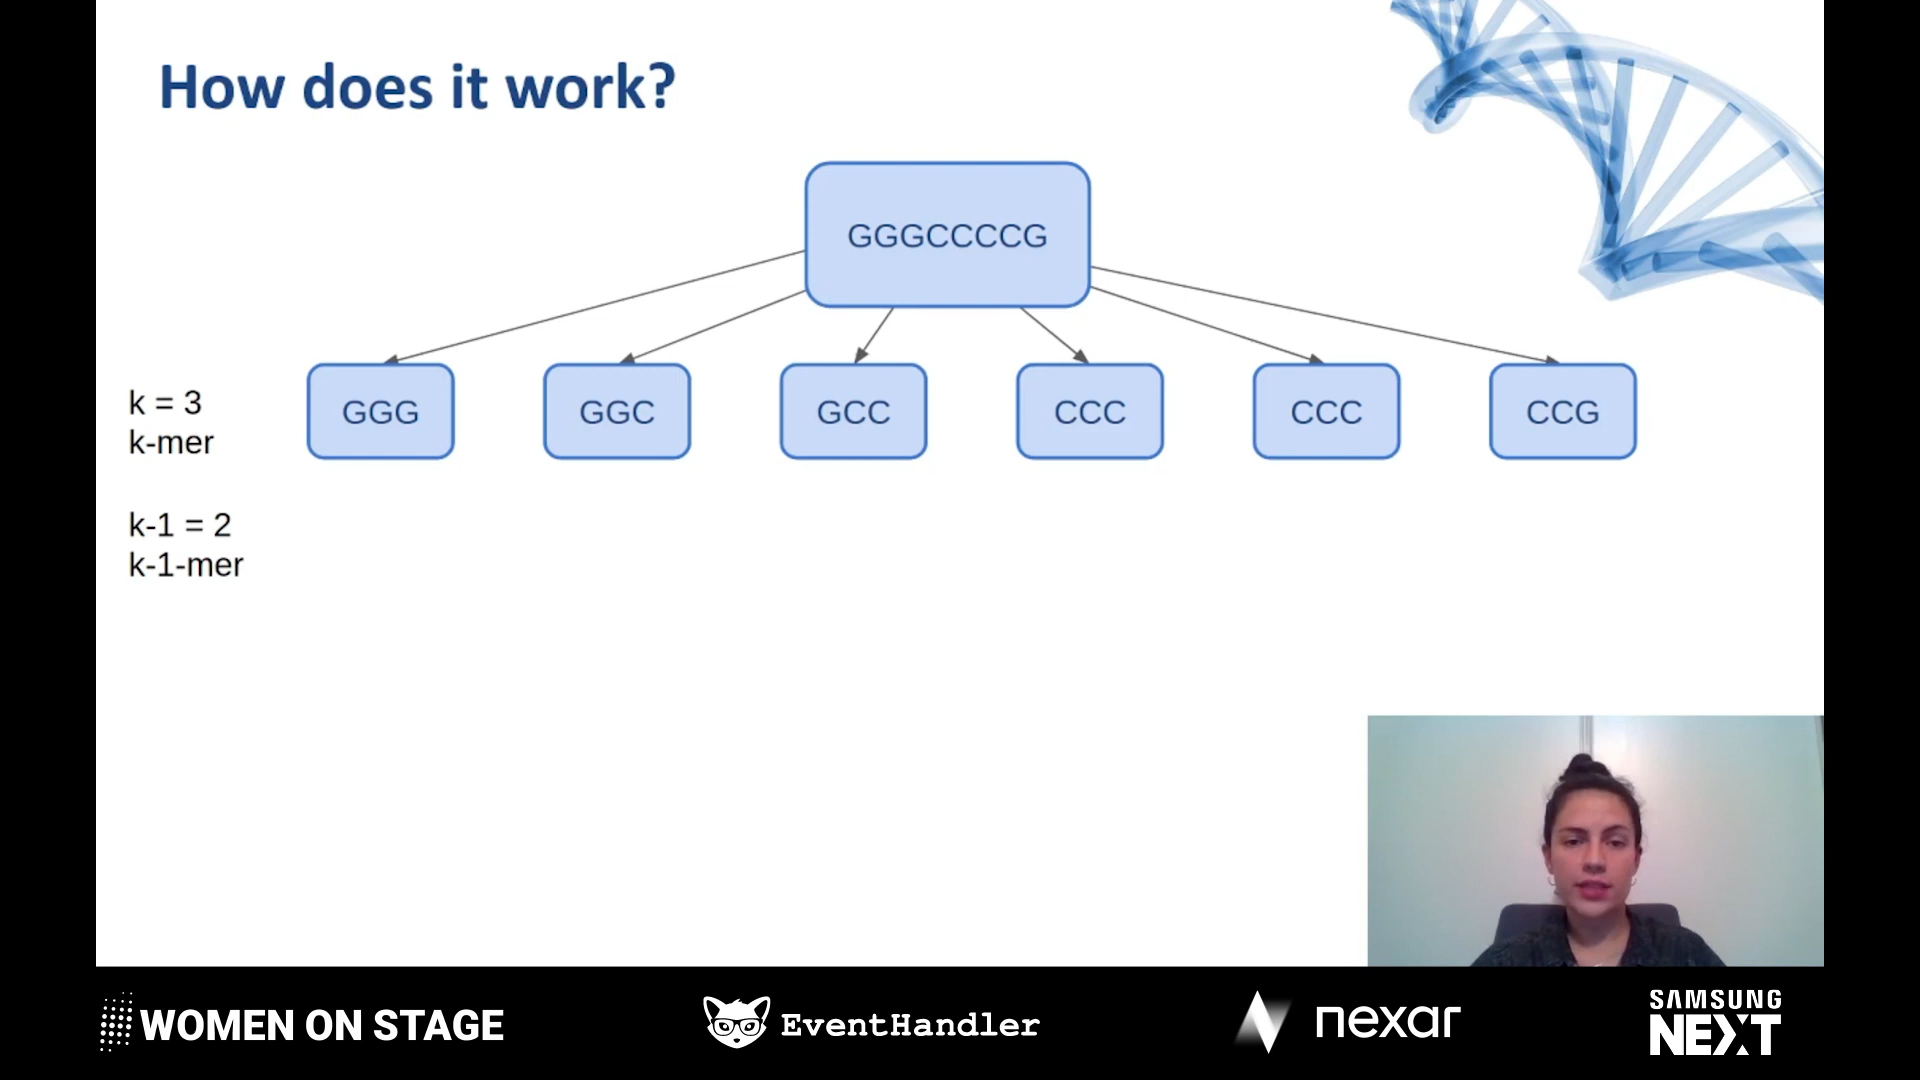 How does it work?
GGGCCCCG
GGG GGC GCC CCC CCC CCG
k = 3
k-mer
k-1 = 2
k-1-mer
WOMEN ON STAGE
EventHandler
nexar
SAMSUNG
NEXT